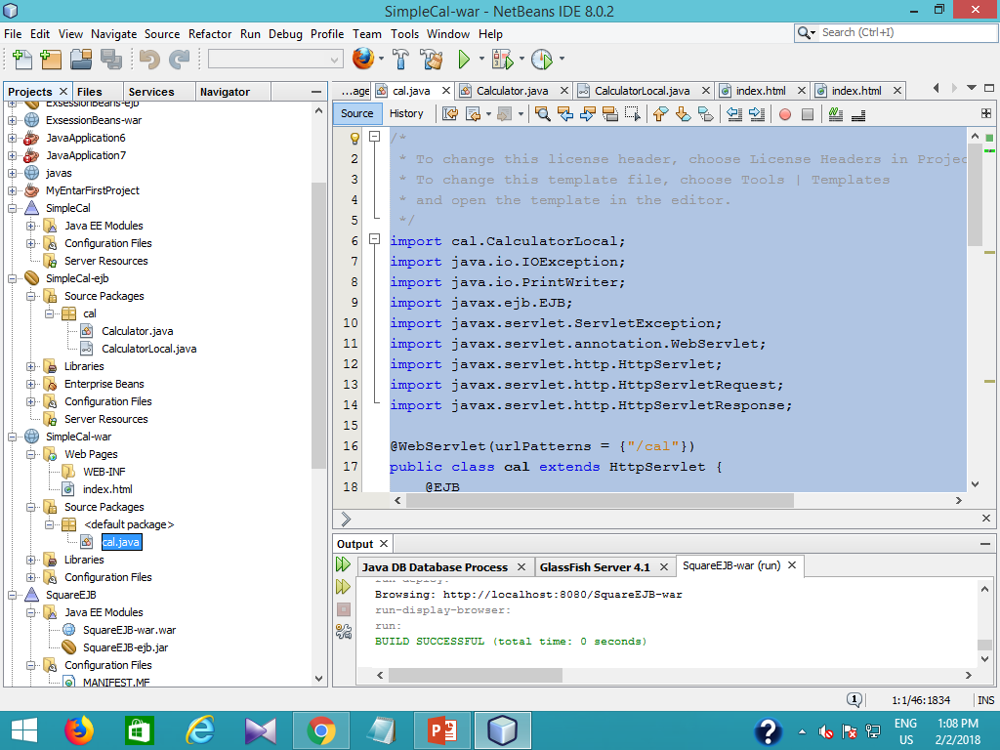 SimpleCal-war - NetBeans IDE 8.0.2
File Edit View Navigate Source Refactor Run Debug Profile Team Tools Window Help
Search (Ctrl+I)
Projects Files Services Navigator
ExsessionBeans-ejb
ExsessionBeans-war
JavaApplication6
JavaApplication7
javas
MyEntarFirstProject
SimpleCal
Java EE Modules
Configuration Files
Server Resources
SimpleCal-ejb
Source Packages
cal
Calculator.java
CalculatorLocal.java
Libraries
Enterprise Beans
Configuration Files
Server Resources
SimpleCal-war
Web Pages
WEB-INF
index.html
Source Packages
<default package>
cal.java
Libraries
Configuration Files
SquareEJB
Java EE Modules
SquareEJB-war.war
SquareEJB-ejb.jar
Configuration Files
MANIFEST.MF
...age cal.java Calculator.java CalculatorLocal.java index.html index.html
Source History
/*
2 * To change this license header, choose License Headers in Projec
3 * To change this template file, choose Tools | Templates
4 * and open the template in the editor.
5 */
6 import cal.CalculatorLocal;
7 import java.io.IOException;
8 import java.io.PrintWriter;
9 import javax.ejb.EJB;
10 import javax.servlet.ServletException;
11 import javax.servlet.annotation.WebServlet;
12 import javax.servlet.http.HttpServlet;
13 import javax.servlet.http.HttpServletRequest;
14 import javax.servlet.http.HttpServletResponse;
15
16 @WebServlet(urlPatterns = {"/cal"})
17 public class cal extends HttpServlet {
18 @EJB
Output
Java DB Database Process GlassFish Server 4.1 SquareEJB-war (run)
run-deploy:
Browsing: http://localhost:8080/SquareEJB-war
run-display-browser:
run:
BUILD SUCCESSFUL (total time: 0 seconds)
1 1:1/46:1834 INS
ENG 1:08 PM
US 2/2/2018